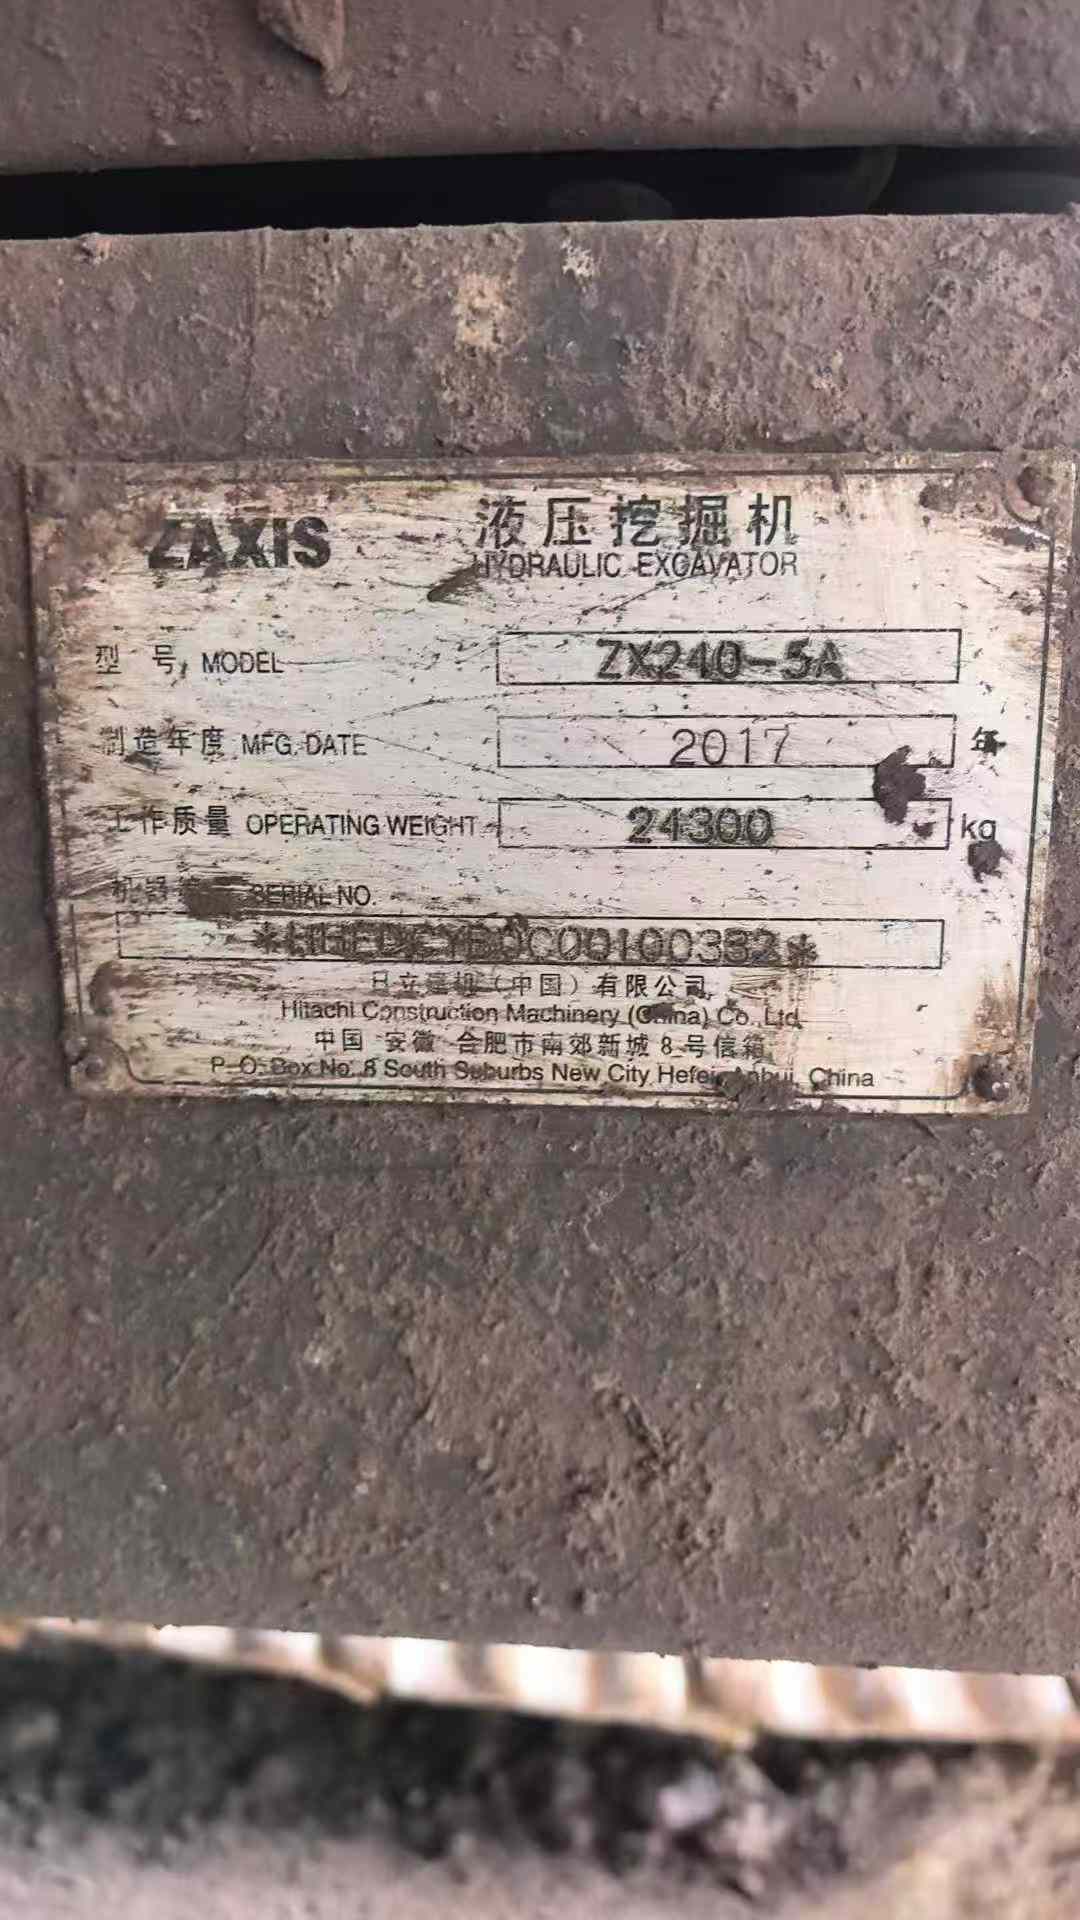 ZAXIS
液压挖掘机
HYDRAULIC EXCAVATOR
型 号 MODEL ZX240-5A
制造年度 MFG. DATE 2017 年
工作质量 OPERATING WEIGHT 24300 kg
机器 SERIAL NO.
日立建机（中国）有限公司
Hitachi Construction Machinery (China) Co.,Ltd.
中国 安徽 合肥市南郊新城 8 号信箱
P. O. Box No. 8 South Suburbs New City Hefei Anhui, China